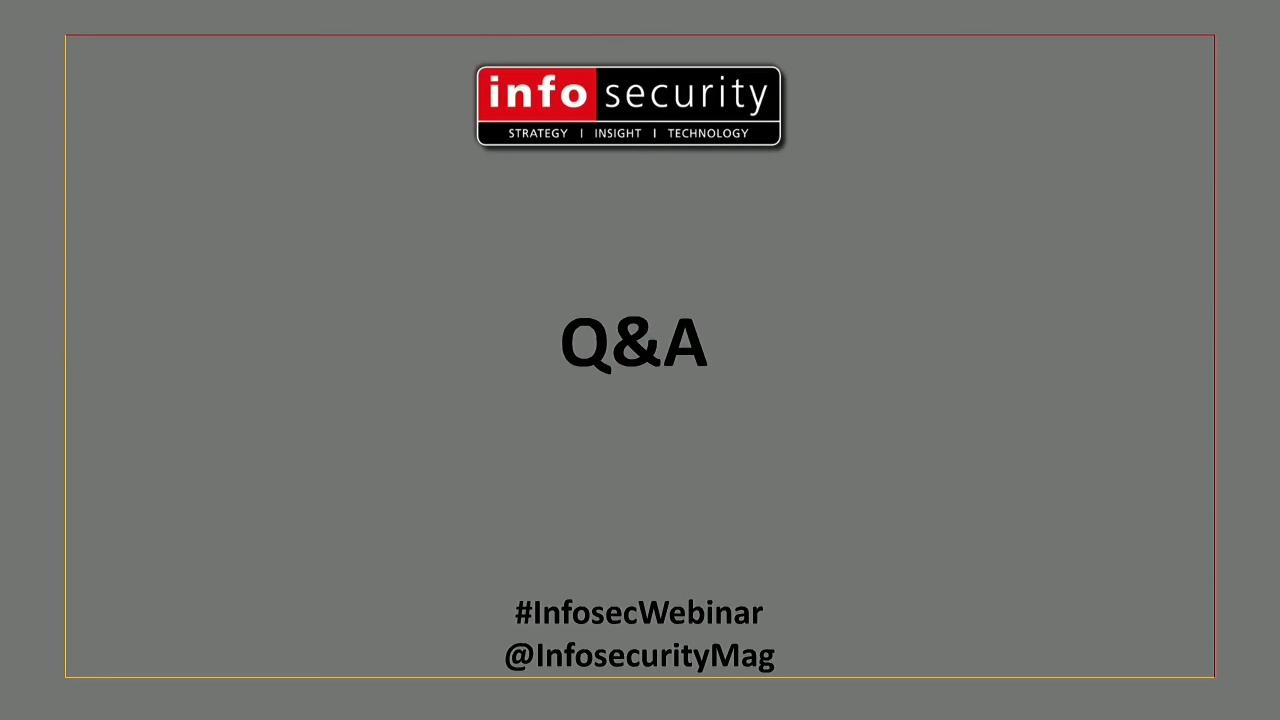 info security
STRATEGY | INSIGHT | TECHNOLOGY
Q&A
#InfosecWebinar
@InfosecurityMag